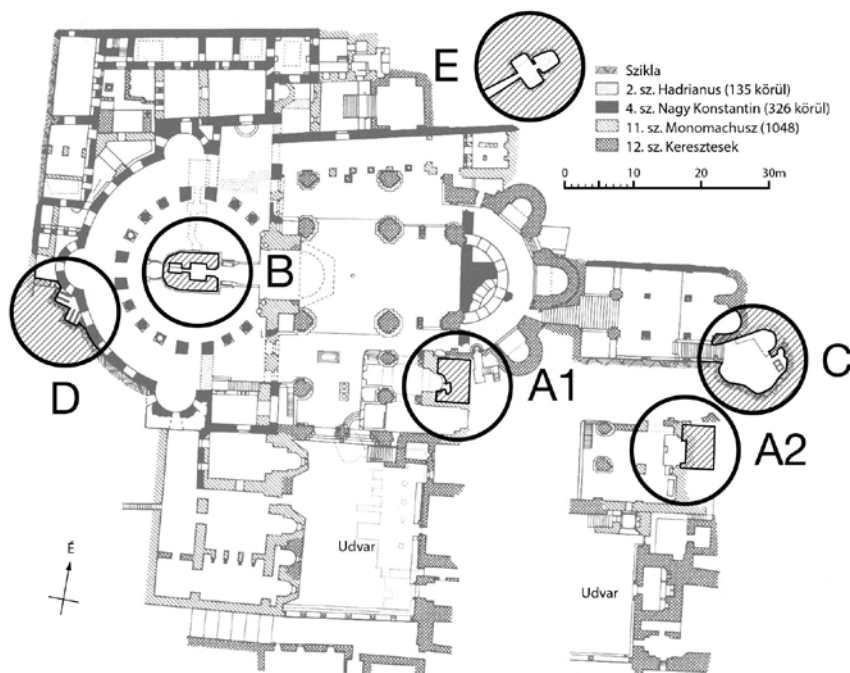 E
Szikla
2. sz. Hadrianus (135 körül)
4. sz. Nagy Konstantin (326 körül)
11. sz. Monomachusz (1048)
12. sz. Keresztesek
0 10 20 30m
B
D
A1
C
A2
Udvar
Udvar
É